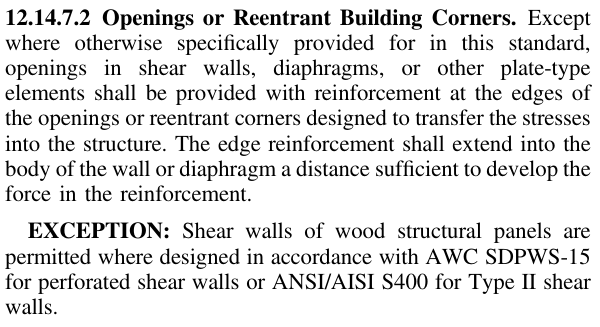 12.14.7.2 Openings or Reentrant Building Corners. Except
where otherwise specifically provided for in this standard,
openings in shear walls, diaphragms, or other plate-type
elements shall be provided with reinforcement at the edges of
the openings or reentrant corners designed to transfer the stresses
into the structure. The edge reinforcement shall extend into the
body of the wall or diaphragm a distance sufficient to develop the
force in the reinforcement.
EXCEPTION: Shear walls of wood structural panels are
permitted where designed in accordance with AWC SDPWS-15
for perforated shear walls or ANSI/AISI S400 for Type II shear
walls.